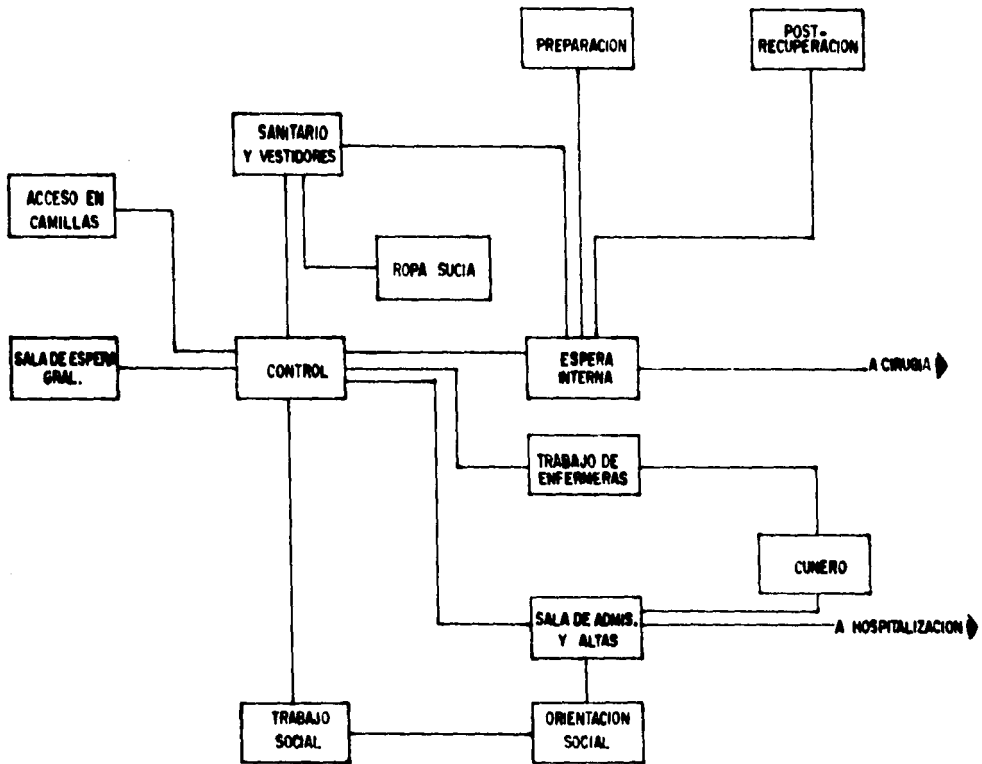 PREPARACION
POST-
RECUPERACION
SANITARIO
Y VESTIDORES
ACCESO EN
CAMILLAS
ROPA SUCIA
SALA DE ESPERA
GRAL.
CONTROL
ESPERA
INTERNA
A CIRUGIA
TRABAJO DE
ENFERMERAS
CUNERO
SALA DE ADMIS.
Y ALTAS
A HOSPITALIZACION
TRABAJO
SOCIAL
ORIENTACION
SOCIAL